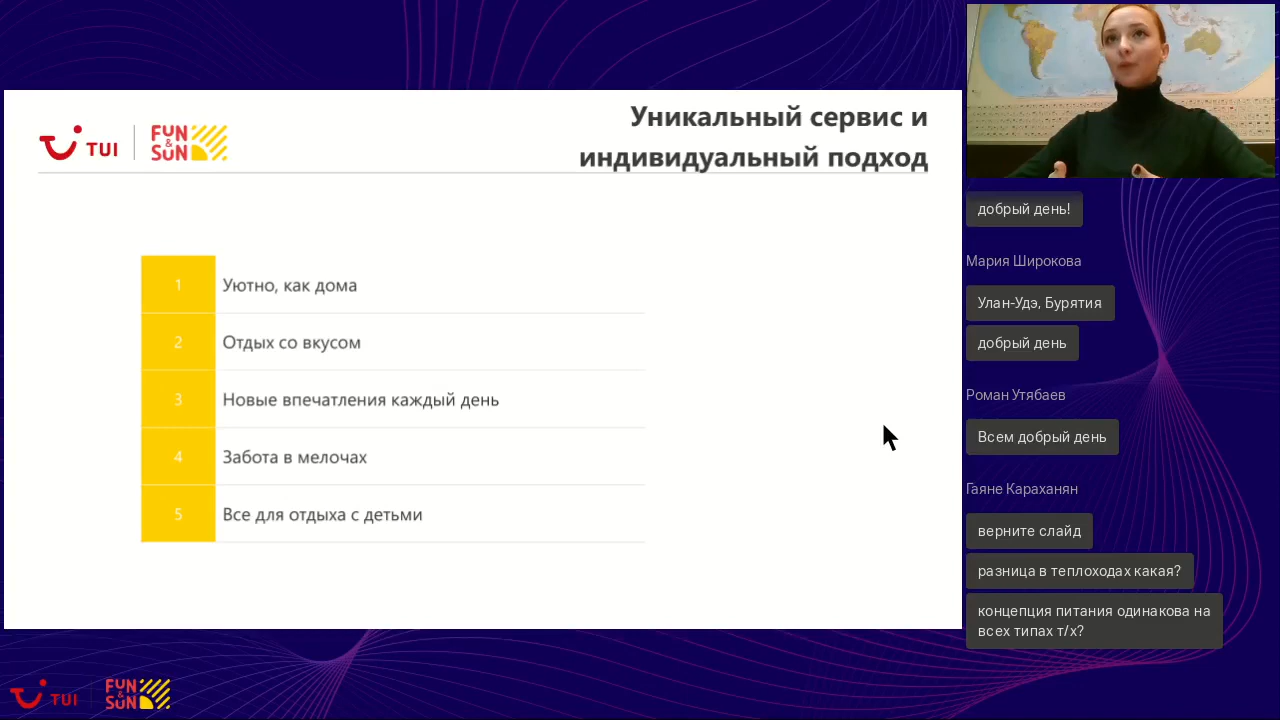 TUI
FUN & SUN
Уникальный сервис и
индивидуальный подход
1 Уютно, как дома
2 Отдых со вкусом
3 Новые впечатления каждый день
4 Забота в мелочах
5 Все для отдыха с детьми
добрый день!
Мария Широкова
Улан-Удэ, Бурятия
добрый день
Роман Утябаев
Всем добрый день
Гаяне Караханян
верните слайд
разница в теплоходах какая?
концепция питания одинакова на
всех типах т/х?
TUI
FUN & SUN